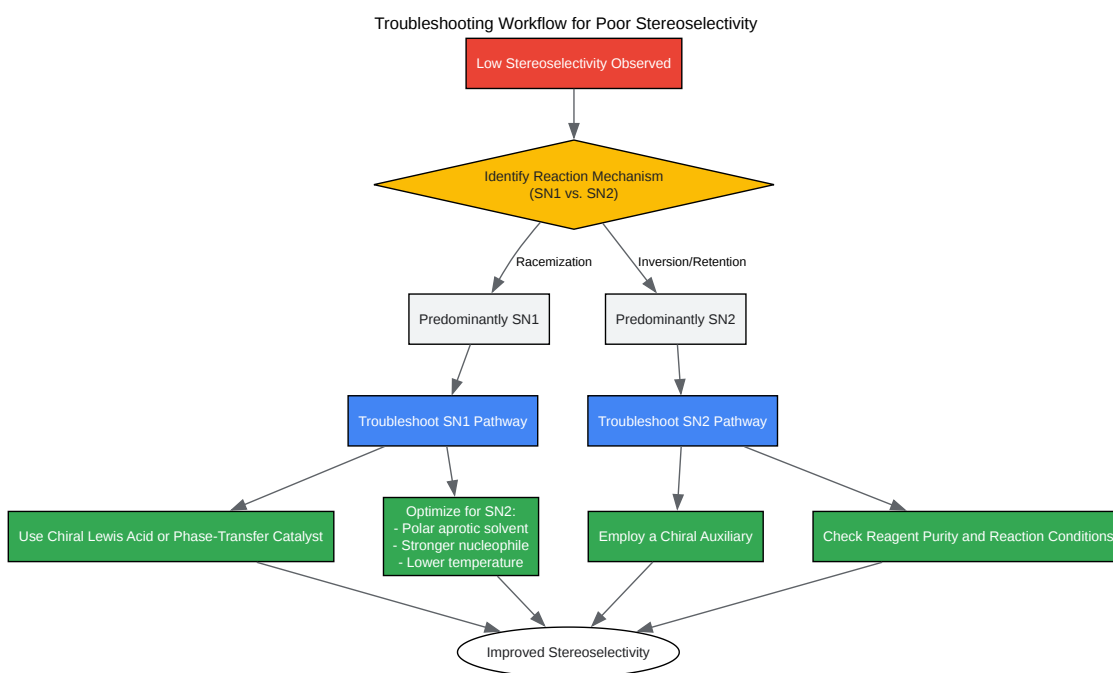 Troubleshooting Workflow for Poor Stereoselectivity
Low Stereoselectivity Observed
Identify Reaction Mechanism
(SN1 vs. SN2)
Racemization
Inversion/Retention
Predominantly SN1
Predominantly SN2
Troubleshoot SN1 Pathway
Troubleshoot SN2 Pathway
Use Chiral Lewis Acid or Phase-Transfer Catalyst
Optimize for SN2:
- Polar aprotic solvent
- Stronger nucleophile
- Lower temperature
Employ a Chiral Auxiliary
Check Reagent Purity and Reaction Conditions
Improved Stereoselectivity